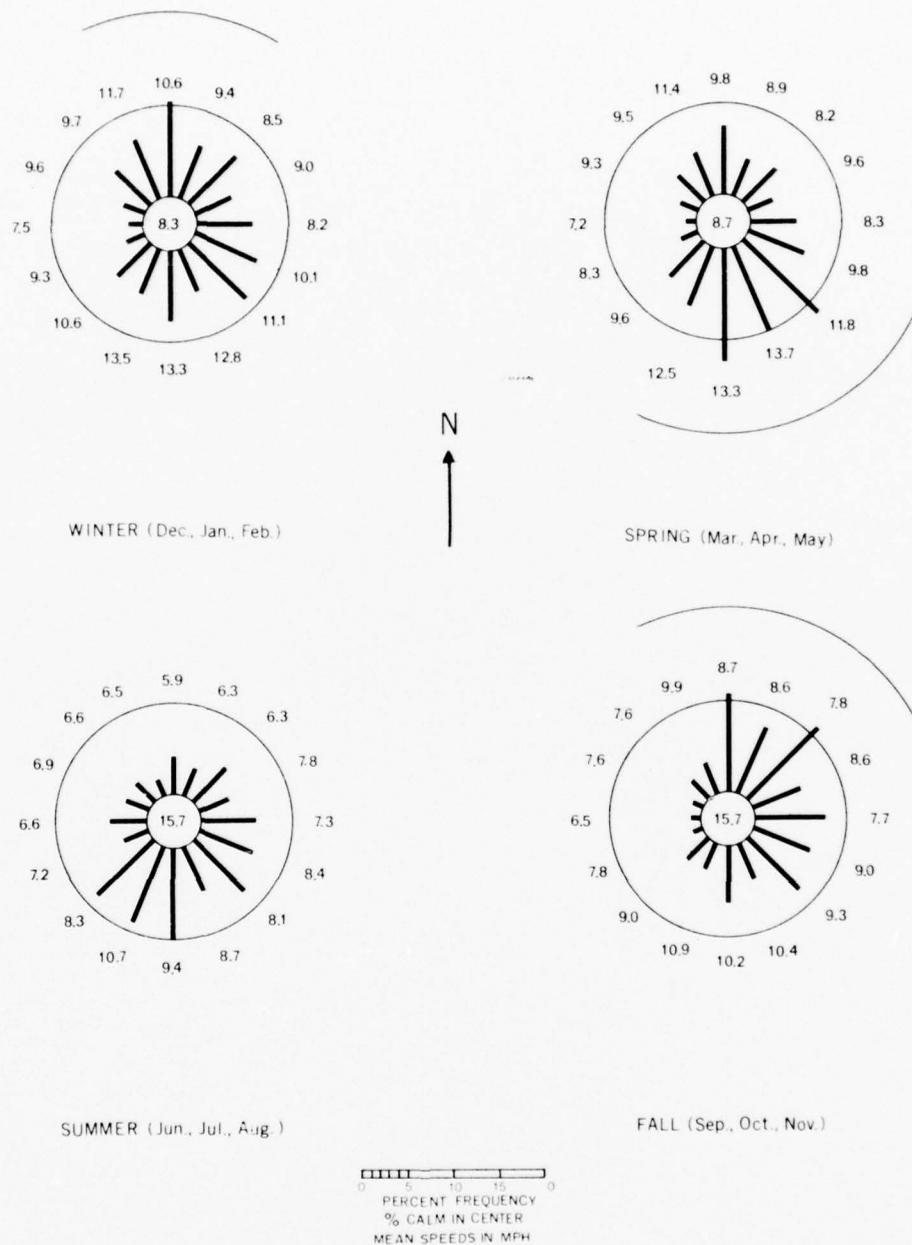 10.6
11.7 9.4
9.7 8.5
9.6 9.0
7.5 8.3 8.2
9.3 10.1
10.6 11.1
13.5 12.8
13.3
WINTER (Dec., Jan., Feb.)
9.8
11.4 8.9
9.5 8.2
9.3 9.6
7.2 8.7 8.3
8.3 9.8
9.6 11.8
12.5 13.7
13.3
SPRING (Mar., Apr., May)
N
5.9
6.5 6.3
6.6 6.3
6.9 7.8
6.6 15.7 7.3
7.2 8.4
8.3 8.1
10.7 8.7
9.4
SUMMER (Jun., Jul., Aug.)
8.7
9.9 8.6
7.6 7.8
7.6 8.6
6.5 15.7 7.7
7.8 9.0
9.0 9.3
10.9 10.4
10.2
FALL (Sep., Oct., Nov.)
0 5 10 15 0
PERCENT FREQUENCY
% CALM IN CENTER
MEAN SPEEDS IN MPH